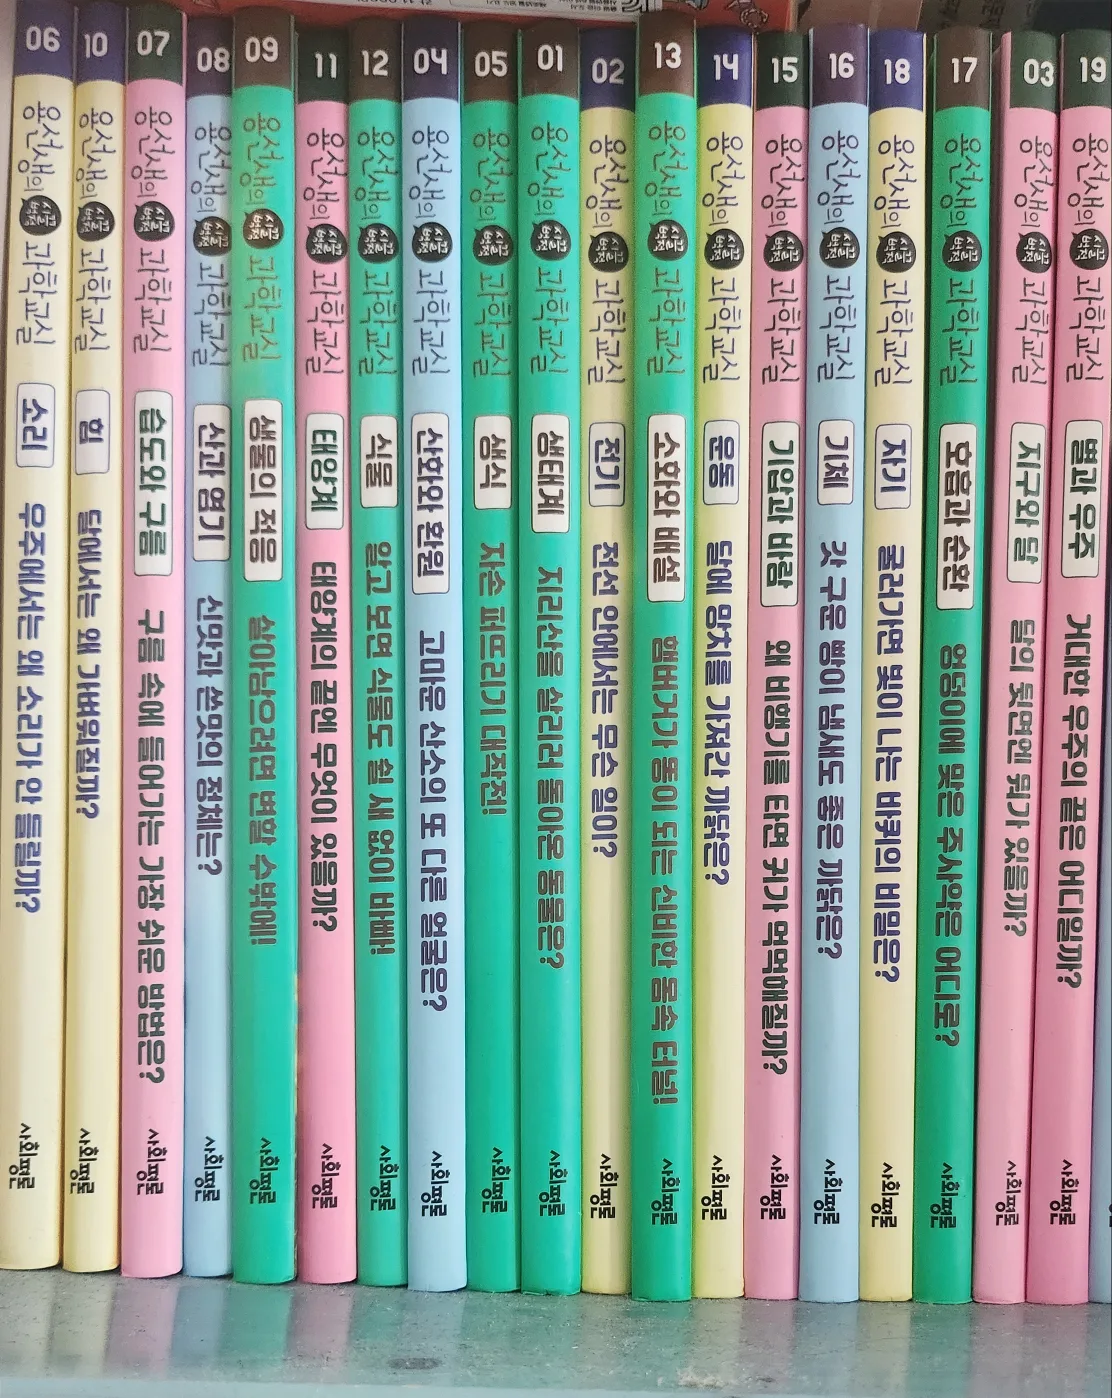 06 용선생의 시끌벅적 과학교실 소리 우주에서는 왜 소리가 안 들릴까? 사회평론
10 용선생의 시끌벅적 과학교실 힘 달에서는 왜 가벼워질까? 사회평론
07 용선생의 시끌벅적 과학교실 습도와 구름 구름 속에 들어가는 가장 쉬운 방법은? 사회평론
08 용선생의 시끌벅적 과학교실 산과 염기 신맛과 쓴맛의 정체는? 사회평론
09 용선생의 시끌벅적 과학교실 생물의 적응 살아남으려면 변할 수밖에! 사회평론
11 용선생의 시끌벅적 과학교실 태양계 태양계의 끝엔 무엇이 있을까? 사회평론
12 용선생의 시끌벅적 과학교실 식물 알고 보면 식물도 쉴 새 없이 바빠! 사회평론
04 용선생의 시끌벅적 과학교실 산화와 환원 고마운 산소의 또 다른 얼굴은? 사회평론
05 용선생의 시끌벅적 과학교실 생식 자손 퍼뜨리기 대작전! 사회평론
01 용선생의 시끌벅적 과학교실 생태계 지리산을 살리러 돌아온 동물은? 사회평론
02 용선생의 시끌벅적 과학교실 전기 전선 안에서는 무슨 일이? 사회평론
13 용선생의 시끌벅적 과학교실 소화와 배설 햄버거가 똥이 되는 신비한 몸속 터널! 사회평론
14 용선생의 시끌벅적 과학교실 운동 달에 망치를 가져간 까닭은? 사회평론
15 용선생의 시끌벅적 과학교실 기압과 바람 왜 비행기를 타면 귀가 먹먹해질까? 사회평론
16 용선생의 시끌벅적 과학교실 기체 갓 구운 빵이 냄새도 좋은 까닭은? 사회평론
18 용선생의 시끌벅적 과학교실 자기 굴러가면 빛이 나는 바퀴의 비밀은? 사회평론
17 용선생의 시끌벅적 과학교실 호흡과 순환 엉덩이에 맞은 주사약은 어디로? 사회평론
03 용선생의 시끌벅적 과학교실 지구와 달 달의 뒷면엔 뭐가 있을까? 사회평론
19 용선생의 시끌벅적 과학교실 별과 우주 거대한 우주의 끝은 어디일까? 사회평론